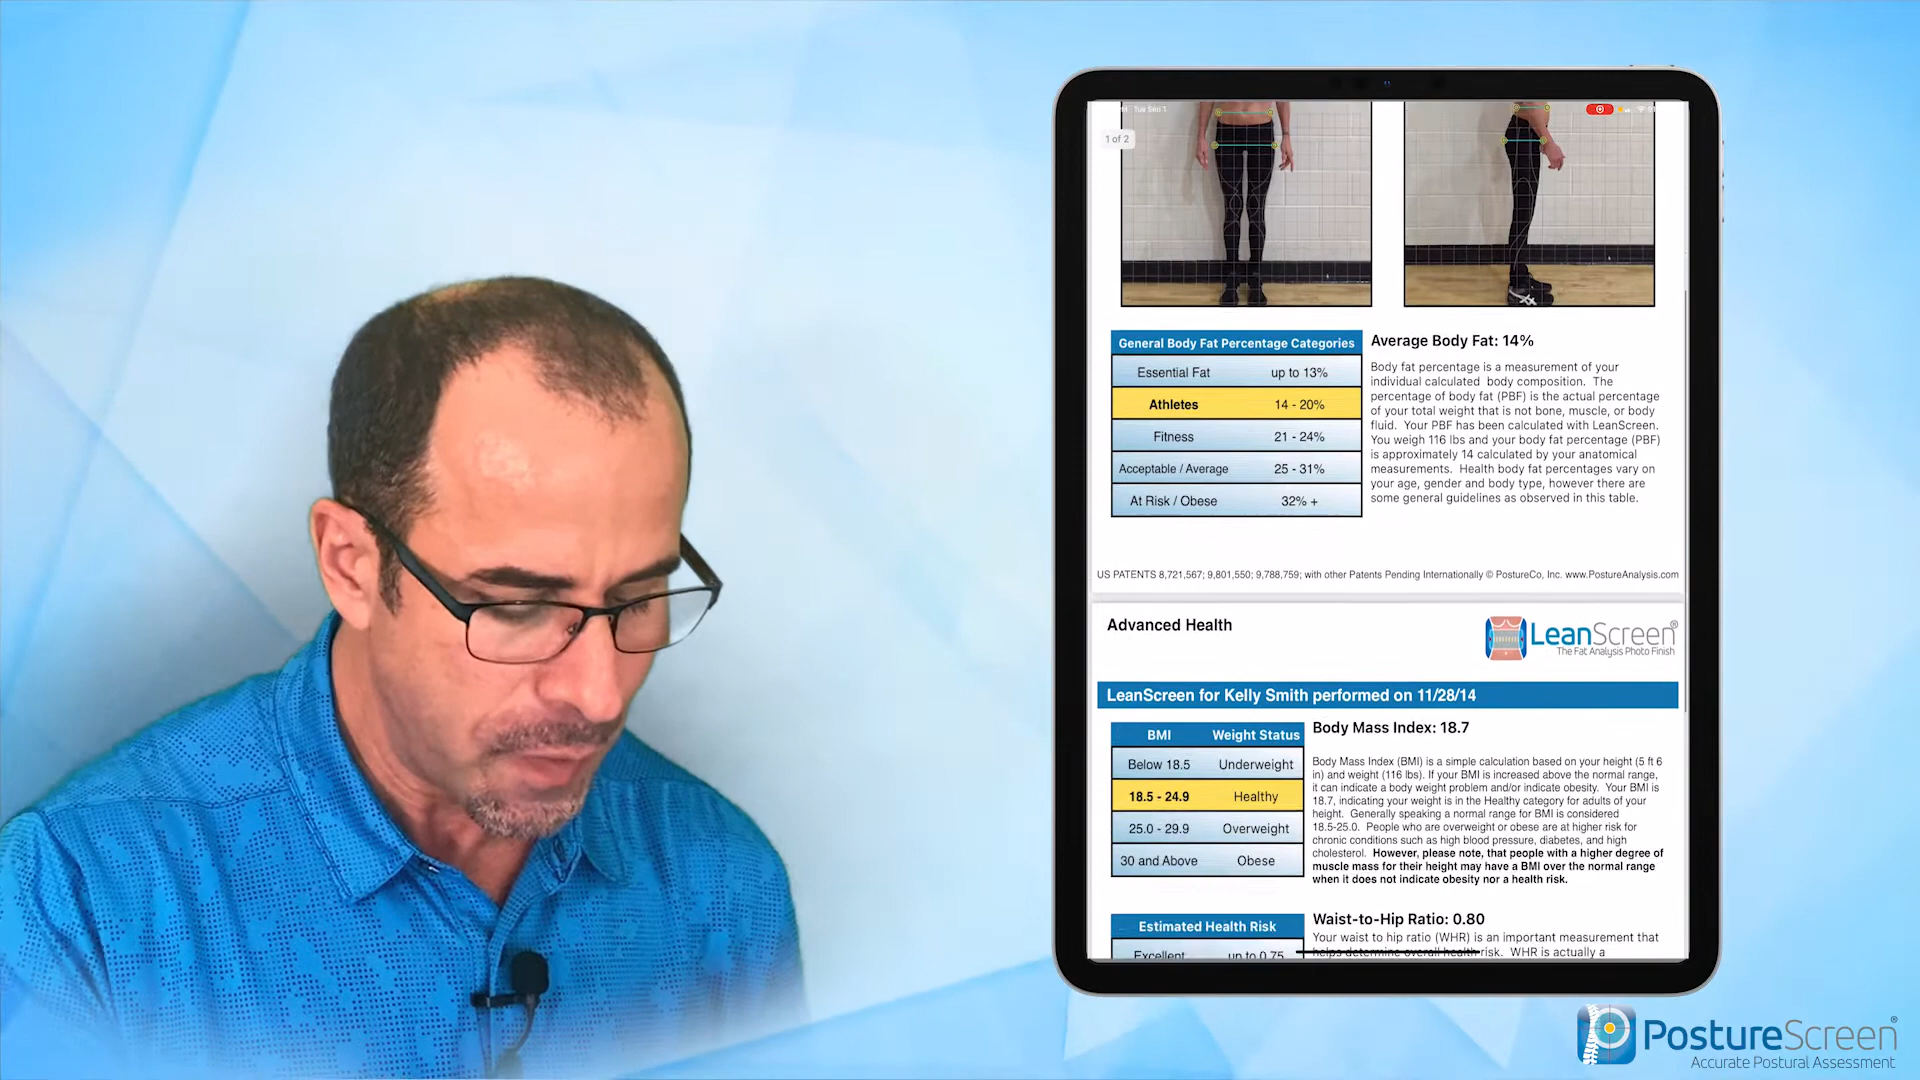 Tue Sep 1
1 of 2
General Body Fat Percentage Categories
Essential Fat up to 13%
Athletes 14 - 20%
Fitness 21 - 24%
Acceptable / Average 25 - 31%
At Risk / Obese 32% +
Average Body Fat: 14%
Body fat percentage is a measurement of your
individual calculated body composition. The
percentage of body fat (PBF) is the actual percentage
of your total weight that is not bone, muscle, or body
fluid. Your PBF has been calculated with LeanScreen.
You weigh 116 lbs and your body fat percentage (PBF)
is approximately 14 calculated by your anatomical
measurements. Health body fat percentages vary on
your age, gender and body type, however there are
some general guidelines as observed in this table.
US PATENTS 8,721,567; 9,801,550; 9,788,759; with other Patents Pending Internationally © PostureCo, Inc. www.PostureAnalysis.com
Advanced Health
LeanScreen®
The Fat Analysis Photo Finish
LeanScreen for Kelly Smith performed on 11/28/14
BMI Weight Status
Below 18.5 Underweight
18.5 - 24.9 Healthy
25.0 - 29.9 Overweight
30 and Above Obese
Body Mass Index: 18.7
Body Mass Index (BMI) is a simple calculation based on your height (5 ft 6
in) and weight (116 lbs). If your BMI is increased above the normal range,
it can indicate a body weight problem and/or indicate obesity. Your BMI is
18.7, indicating your weight is in the Healthy category for adults of your
height. Generally speaking a normal range for BMI is considered
18.5-25.0. People who are overweight or obese are at higher risk for
chronic conditions such as high blood pressure, diabetes, and high
cholesterol. However, please note, that people with a higher degree of
muscle mass for their height may have a BMI over the normal range
when it does not indicate obesity nor a health risk.
Estimated Health Risk
Excellent up to 0.75
Waist-to-Hip Ratio: 0.80
Your waist to hip ratio (WHR) is an important measurement that
helps determine overall health risk. WHR is actually a
PostureScreen®
Accurate Postural Assessment